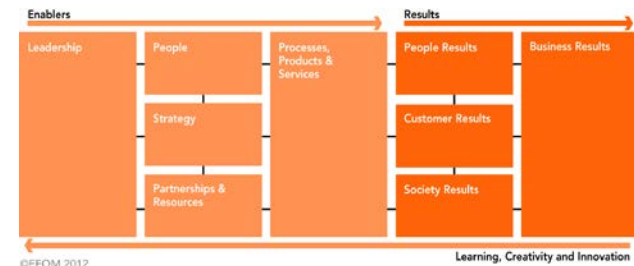 Enablers
Results
Leadership
People
Processes,
Products &
Services
People Results
Business Results
Strategy
Customer Results
Partnerships &
Resources
Society Results
Learning, Creativity and Innovation
©EFQM 2012